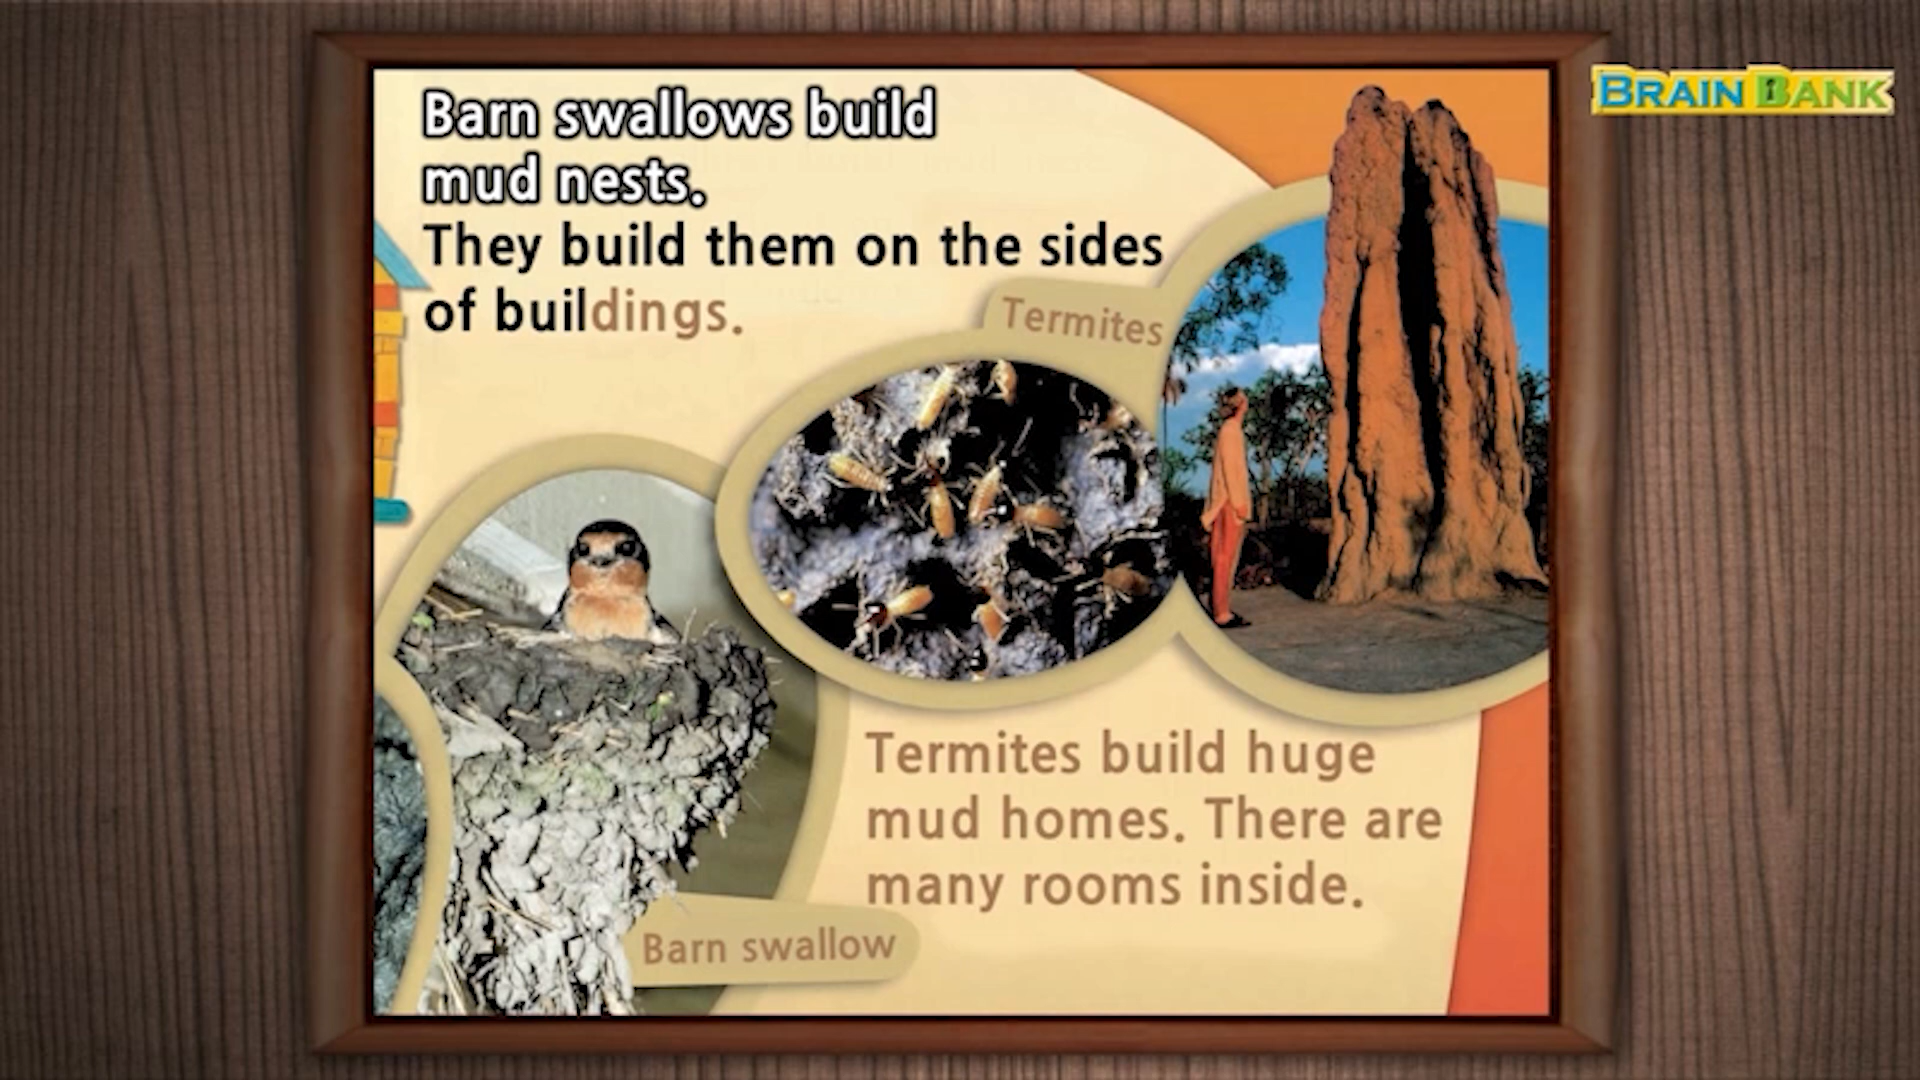 BRAIN BANK
Barn swallows build
mud nests.
They build them on the sides
of buildings.
Termites
Termites build huge
mud homes. There are
many rooms inside.
Barn swallow